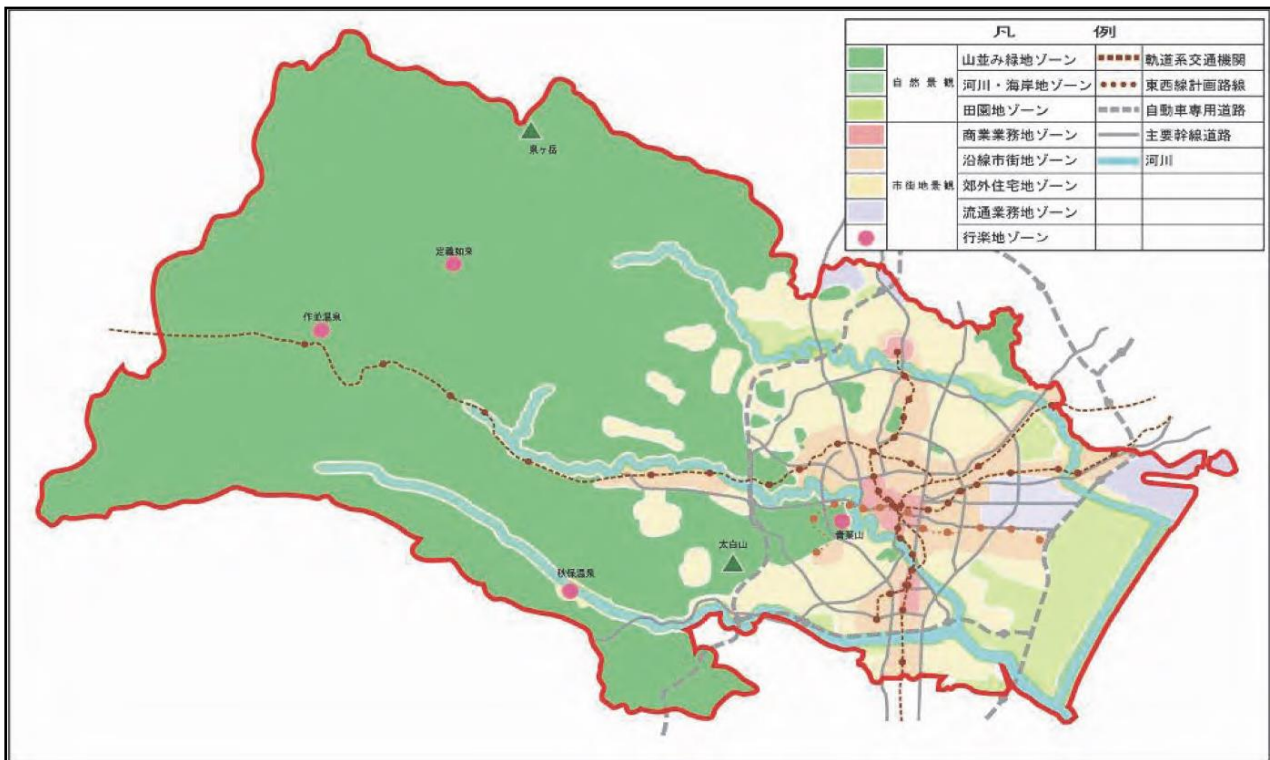 凡 例
自然景観
山並み緑地ゾーン
河川・海岸地ゾーン
田園地ゾーン
市街地景観
商業業務地ゾーン
沿線市街地ゾーン
郊外住宅地ゾーン
流通業務地ゾーン
行楽地ゾーン
軌道系交通機関
東西線計画路線
自動車専用道路
主要幹線道路
河川
泉ヶ岳
定義如来
作並温泉
青葉山
太白山
秋保温泉